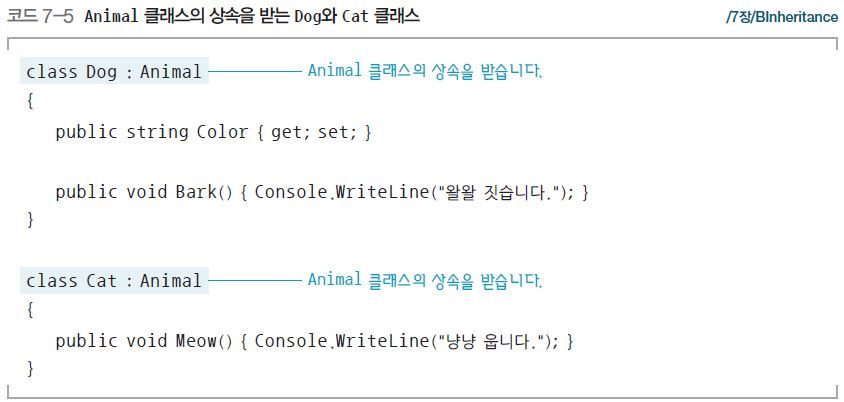 코드 7-5 Animal 클래스의 상속을 받는 Dog와 Cat 클래스 /7장/BInheritance
class Dog : Animal Animal 클래스의 상속을 받습니다.
{
public string Color { get; set; }
public void Bark() { Console.WriteLine("왈왈 짓습니다."); }
}
class Cat : Animal Animal 클래스의 상속을 받습니다.
{
public void Meow() { Console.WriteLine("냥냥 웁니다."); }
}